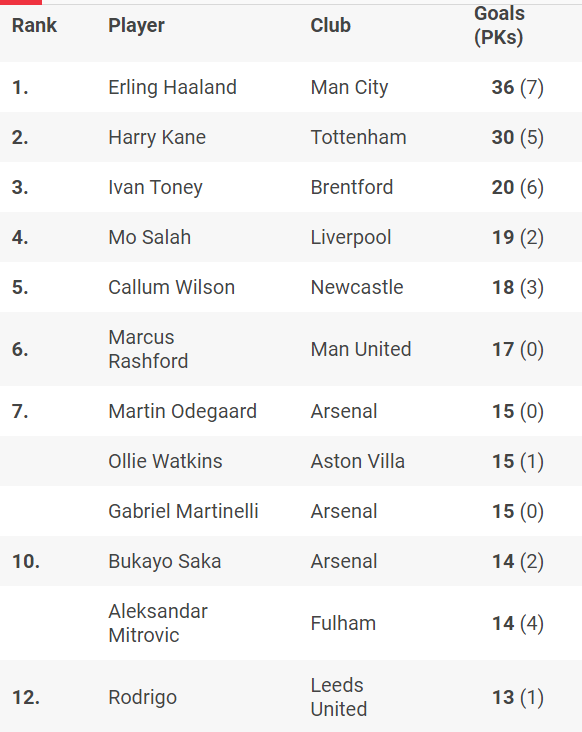 Rank Player Club Goals (PKs)
1. Erling Haaland Man City 36 (7)
2. Harry Kane Tottenham 30 (5)
3. Ivan Toney Brentford 20 (6)
4. Mo Salah Liverpool 19 (2)
5. Callum Wilson Newcastle 18 (3)
6. Marcus Rashford Man United 17 (0)
7. Martin Odegaard Arsenal 15 (0)
Ollie Watkins Aston Villa 15 (1)
Gabriel Martinelli Arsenal 15 (0)
10. Bukayo Saka Arsenal 14 (2)
Aleksandar Mitrovic Fulham 14 (4)
12. Rodrigo Leeds United 13 (1)